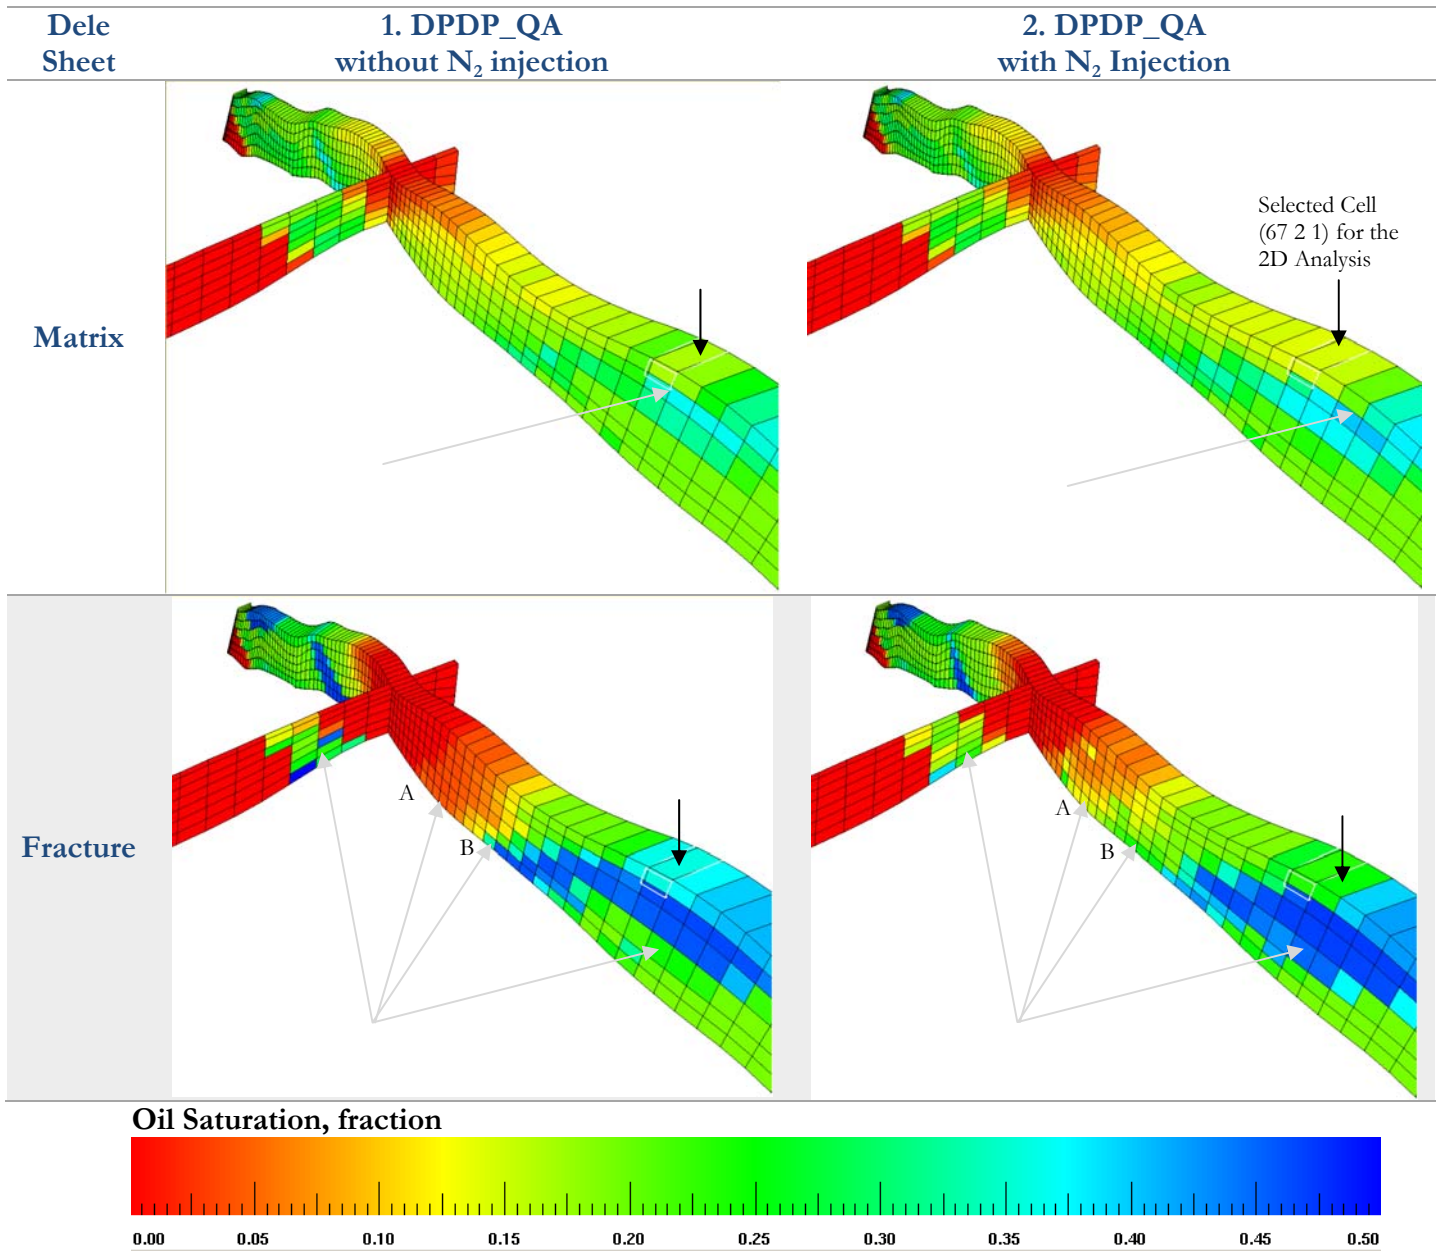 Dele
Sheet
1. DPDP_QA
without N₂ injection
2. DPDP_QA
with N₂ Injection
Matrix
Selected Cell
(67 2 1) for the
2D Analysis
Fracture
A
B
A
B
Oil Saturation, fraction
0.00 0.05 0.10 0.15 0.20 0.25 0.30 0.35 0.40 0.45 0.50